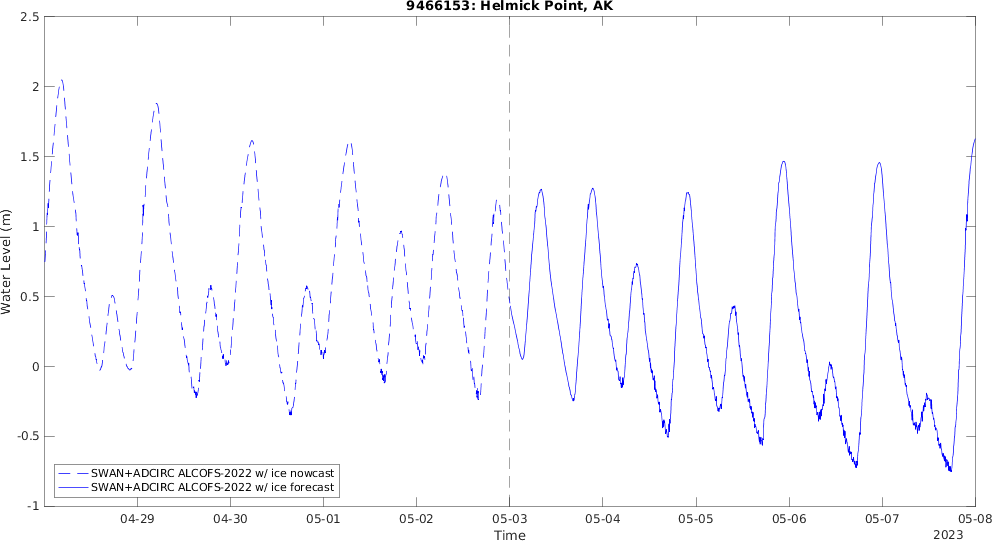 9466153: Helmick Point, AK
Water Level (m)
2.5
2
1.5
1
0.5
0
-0.5
-1
SWAN+ADCIRC ALCOFS-2022 w/ ice nowcast
SWAN+ADCIRC ALCOFS-2022 w/ ice forecast
04-29 04-30 05-01 05-02 05-03 05-04 05-05 05-06 05-07 05-08
Time
2023